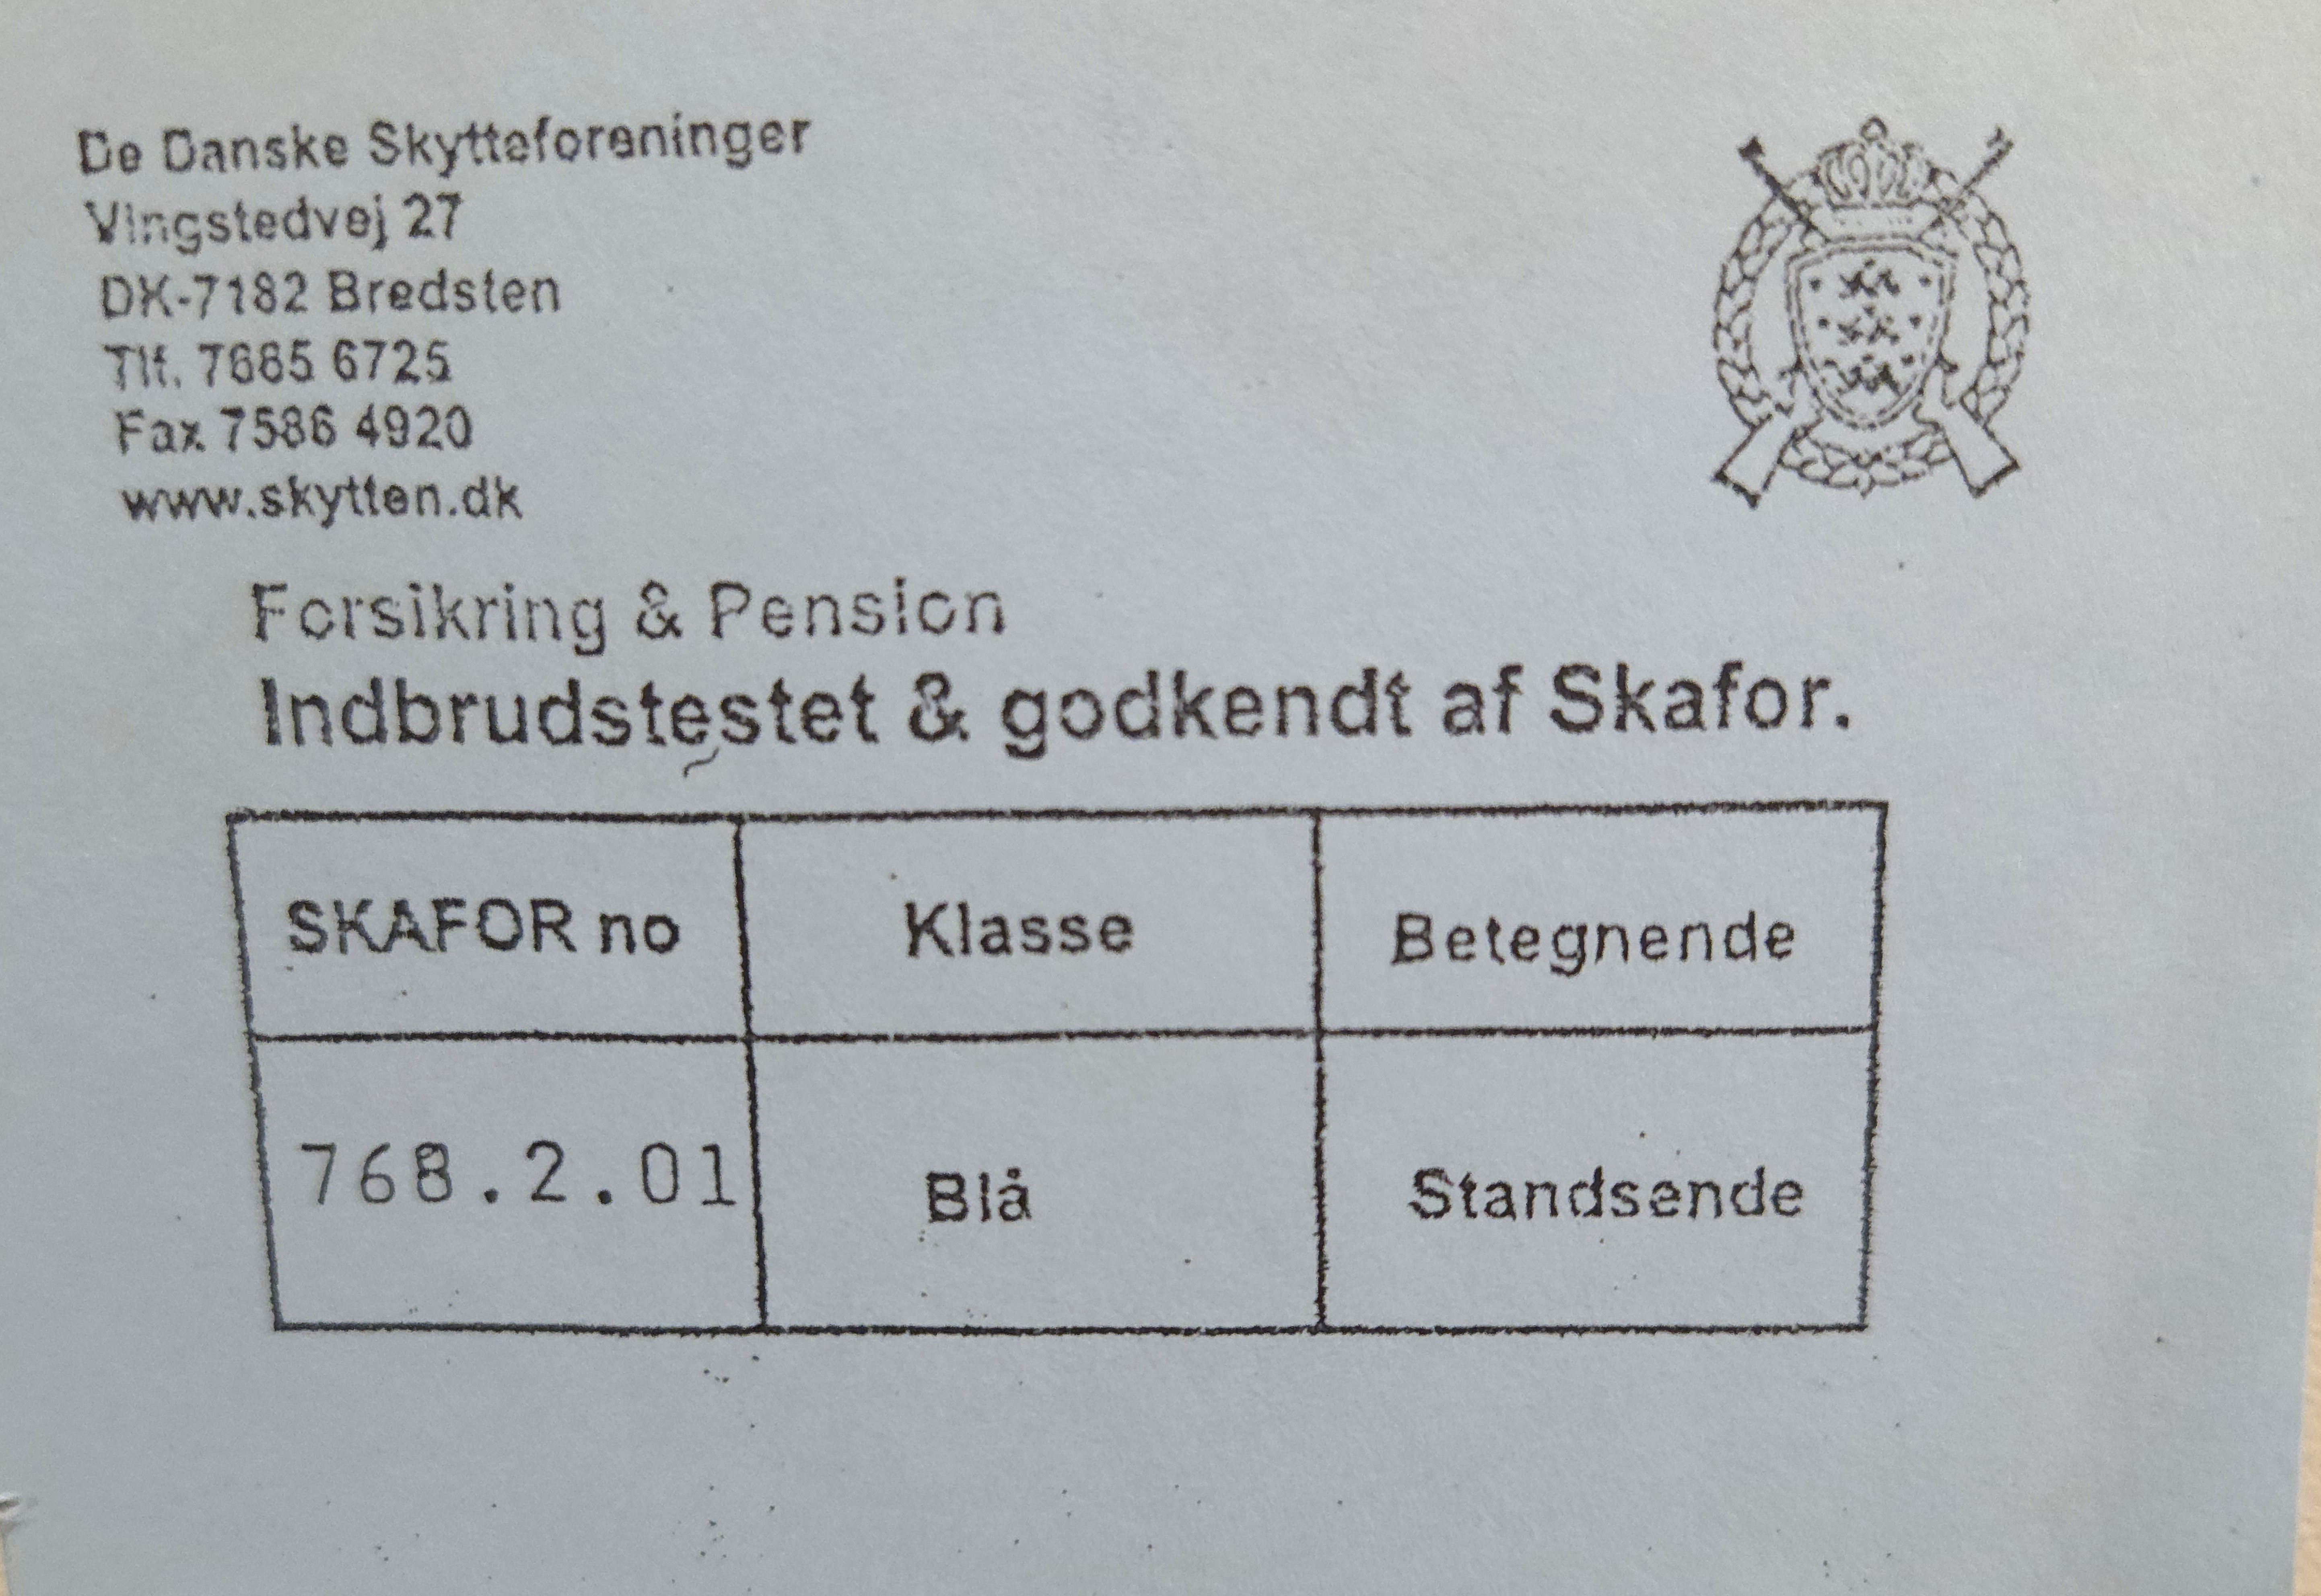 De Danske Skytteforeninger
Vingstedvej 27
DK-7182 Bredsten
Tlf. 7665 6725
Fax 7586 4920
www.skytten.dk
Forsikring & Pension
Indbrudstestet & godkendt af Skafor.
SKAFOR no Klasse Betegnende
768.2.01 Blå Standsende